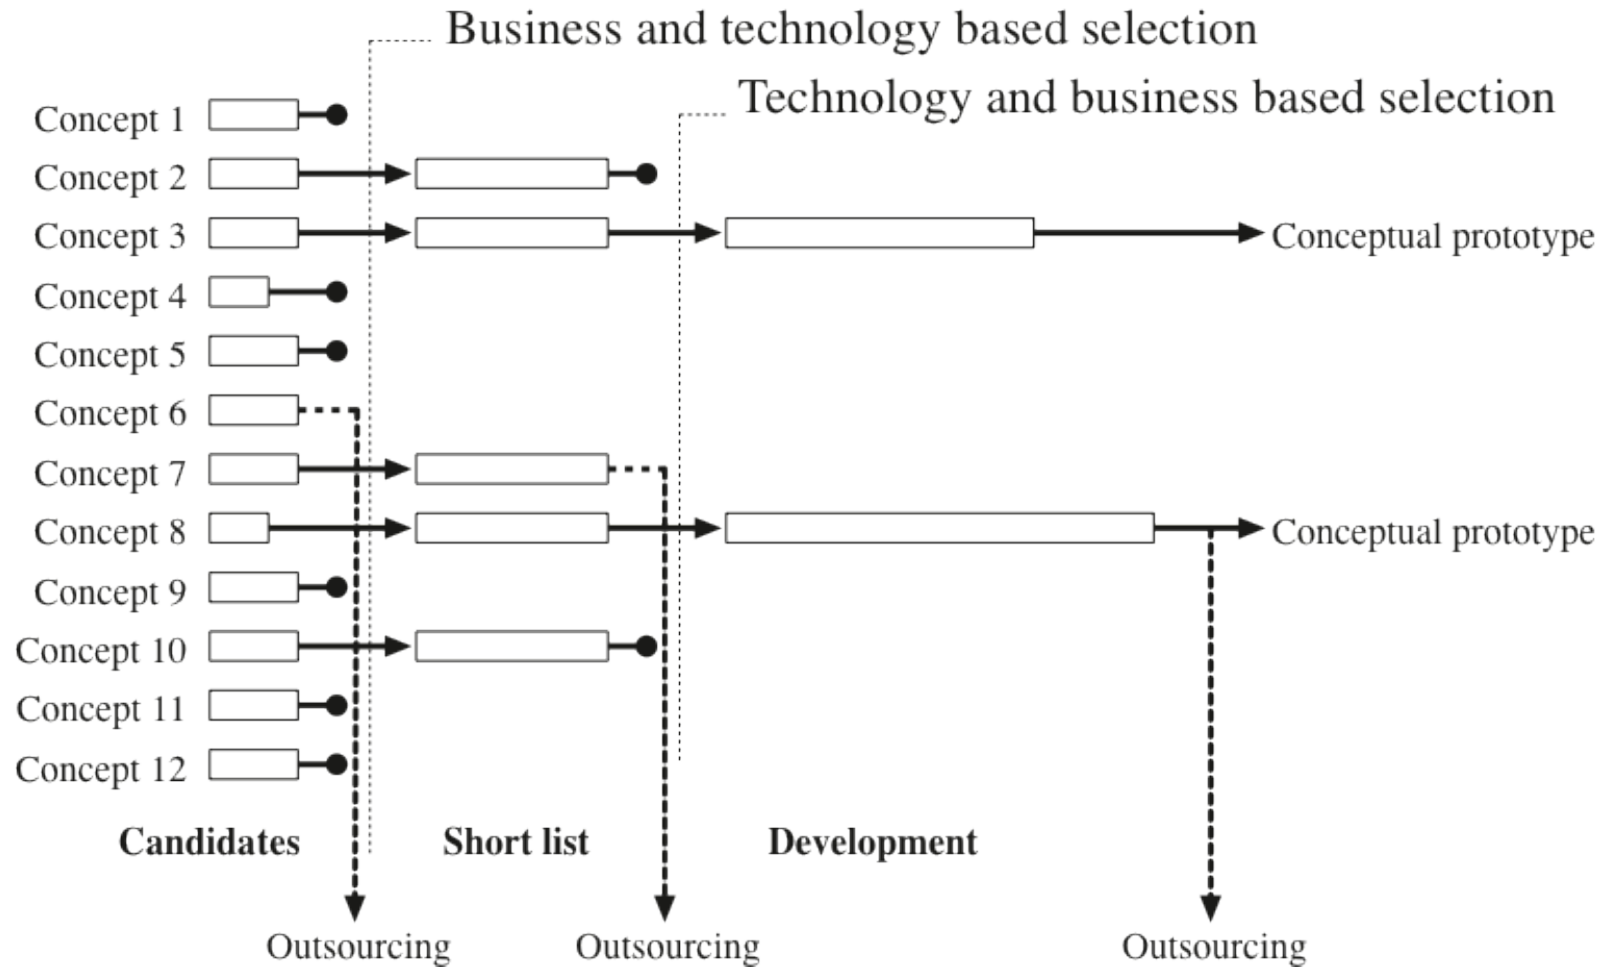 Business and technology based selection
Technology and business based selection
Concept 1
Concept 2
Concept 3
Conceptual prototype
Concept 4
Concept 5
Concept 6
Concept 7
Concept 8
Conceptual prototype
Concept 9
Concept 10
Concept 11
Concept 12
Candidates
Short list
Development
Outsourcing
Outsourcing
Outsourcing